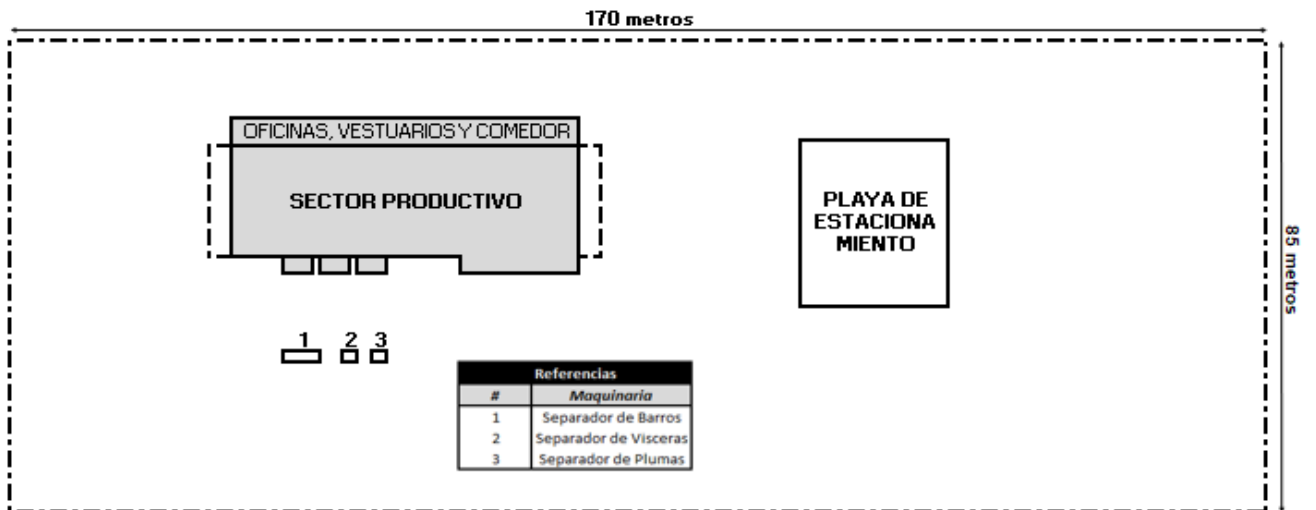 170 metros
OFICINAS, VESTUARIOS Y COMEDOR
SECTOR PRODUCTIVO
PLAYA DE
ESTACIONA
MIENTO
85 metros
1 2 3
Referencias
# Maquinaria
1 Separador de Barros
2 Separador de Visceras
3 Separador de Plumas